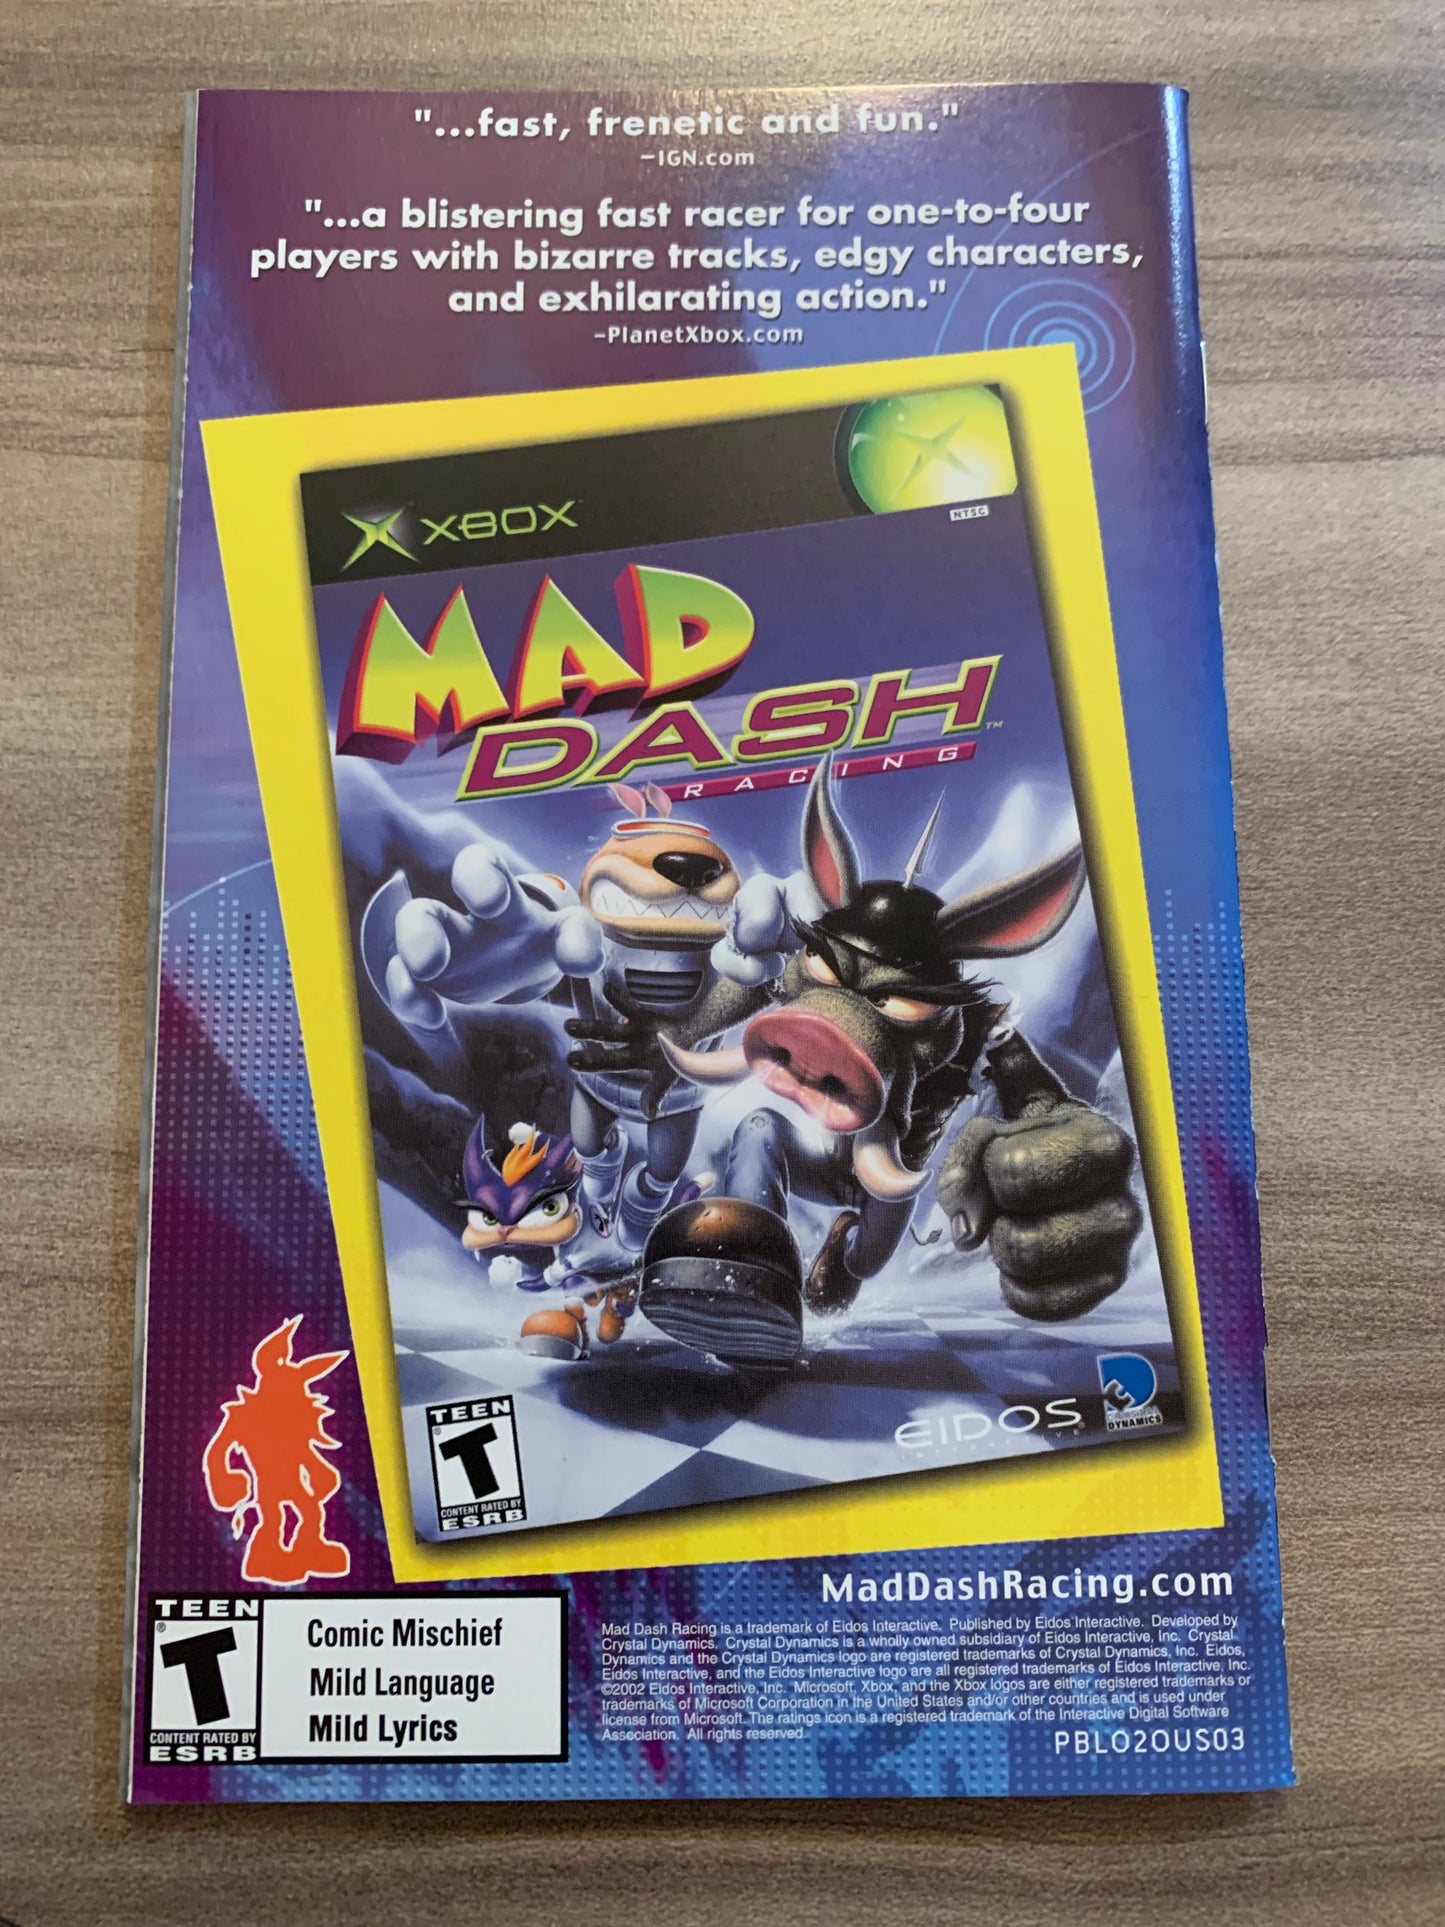 "...fast, frenetic and fun."
–IGN.com
"...a blistering fast racer for one-to-four
players with bizarre tracks, edgy characters,
and exhilarating action."
–PlanetXbox.com
XBOX
NTSC
MAD
DASH™
RACING
TEEN
T
®
CONTENT RATED BY
ESRB
EIDOS
INTERACTIVE
CRYSTAL
DYNAMICS
MadDashRacing.com
TEEN
T
®
CONTENT RATED BY
ESRB
Comic Mischief
Mild Language
Mild Lyrics
Mad Dash Racing is a trademark of Eidos Interactive. Published by Eidos Interactive. Developed by
Crystal Dynamics. Crystal Dynamics is a wholly owned subsidiary of Eidos Interactive, Inc. Crystal
Dynamics and the Crystal Dynamics logo are registered trademarks of Crystal Dynamics, Inc. Eidos,
Eidos Interactive, and the Eidos Interactive logo are all registered trademarks of Eidos Interactive, Inc.
©2002 Eidos Interactive, Inc. Microsoft, Xbox, and the Xbox logos are either registered trademarks or
trademarks of Microsoft Corporation in the United States and/or other countries and is used under
license from Microsoft. The ratings icon is a registered trademark of the Interactive Digital Software
Association. All rights reserved.
PBL020US03